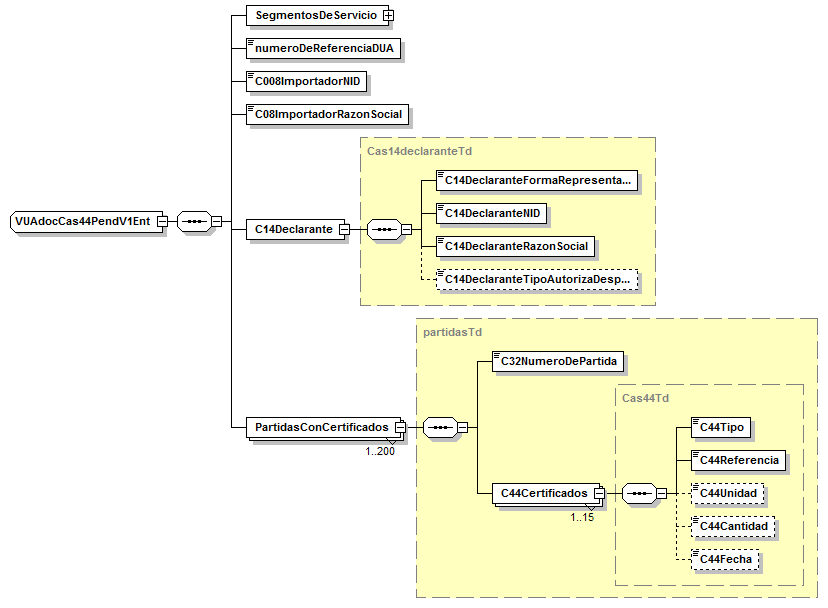 SegmentosDeServicio
numeroDeReferenciaDUA
C008ImportadorNID
C08ImportadorRazonSocial
Cas14declaranteTd
C14DeclaranteFormaRepresenta...
C14DeclaranteNID
VUAdocCas44PendV1Ent
C14Declarante
C14DeclaranteRazonSocial
C14DeclaranteTipoAutorizaDesp...
partidasTd
C32NumeroDePartida
Cas44Td
PartidasConCertificados
1..200
C44Tipo
C44Referencia
C44Certificados
1..15
C44Unidad
C44Cantidad
C44Fecha